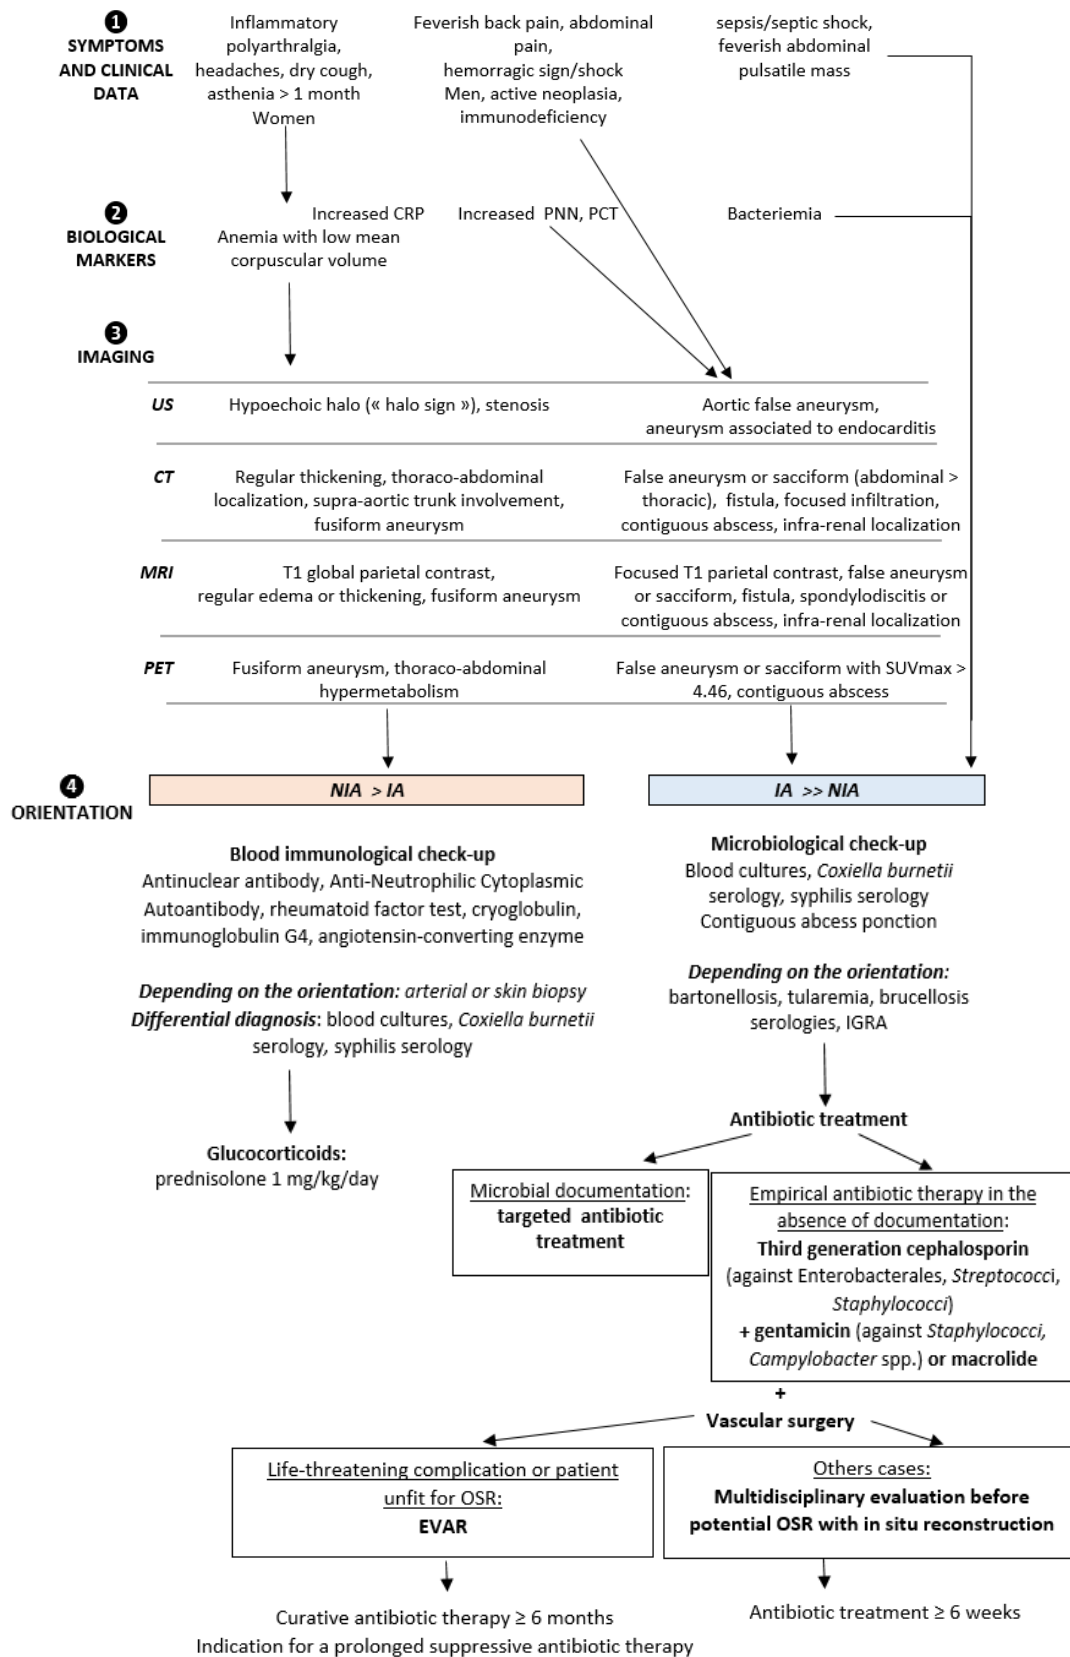 ❶
SYMPTOMS
AND CLINICAL
DATA
Inflammatory
polyarthralgia,
headaches, dry cough,
asthenia > 1 month
Women
Feverish back pain, abdominal
pain,
hemorragic sign/shock
Men, active neoplasia,
immunodeficiency
sepsis/septic shock,
feverish abdominal
pulsatile mass
❷
BIOLOGICAL
MARKERS
Increased CRP
Anemia with low mean
corpuscular volume
Increased PNN, PCT
Bacteriemia
❸
IMAGING
US
Hypoechoic halo (« halo sign »), stenosis
Aortic false aneurysm,
aneurysm associated to endocarditis
CT
Regular thickening, thoraco-abdominal
localization, supra-aortic trunk involvement,
fusiform aneurysm
False aneurysm or sacciform (abdominal >
thoracic), fistula, focused infiltration,
contiguous abscess, infra-renal localization
MRI
T1 global parietal contrast,
regular edema or thickening, fusiform aneurysm
Focused T1 parietal contrast, false aneurysm
or sacciform, fistula, spondylodiscitis or
contiguous abscess, infra-renal localization
PET
Fusiform aneurysm, thoraco-abdominal
hypermetabolism
False aneurysm or sacciform with SUVmax >
4.46, contiguous abscess
❹
ORIENTATION
NIA > IA
IA >> NIA
Blood immunological check-up
Antinuclear antibody, Anti-Neutrophilic Cytoplasmic
Autoantibody, rheumatoid factor test, cryoglobulin,
immunoglobulin G4, angiotensin-converting enzyme
Depending on the orientation: arterial or skin biopsy
Differential diagnosis: blood cultures, Coxiella burnetii
serology, syphilis serology
Glucocorticoids:
prednisolone 1 mg/kg/day
Microbiological check-up
Blood cultures, Coxiella burnetii
serology, syphilis serology
Contiguous abcess ponction
Depending on the orientation:
bartonellosis, tularemia, brucellosis
serologies, IGRA
Antibiotic treatment
Microbial documentation:
targeted antibiotic
treatment
Empirical antibiotic therapy in the
absence of documentation:
Third generation cephalosporin
(against Enterobacterales, Streptococci,
Staphylococci)
+ gentamicin (against Staphylococci,
Campylobacter spp.) or macrolide
+
Vascular surgery
Life-threatening complication or patient
unfit for OSR:
EVAR
Others cases:
Multidisciplinary evaluation before
potential OSR with in situ reconstruction
Curative antibiotic therapy ≥ 6 months
Indication for a prolonged suppressive antibiotic therapy
Antibiotic treatment ≥ 6 weeks